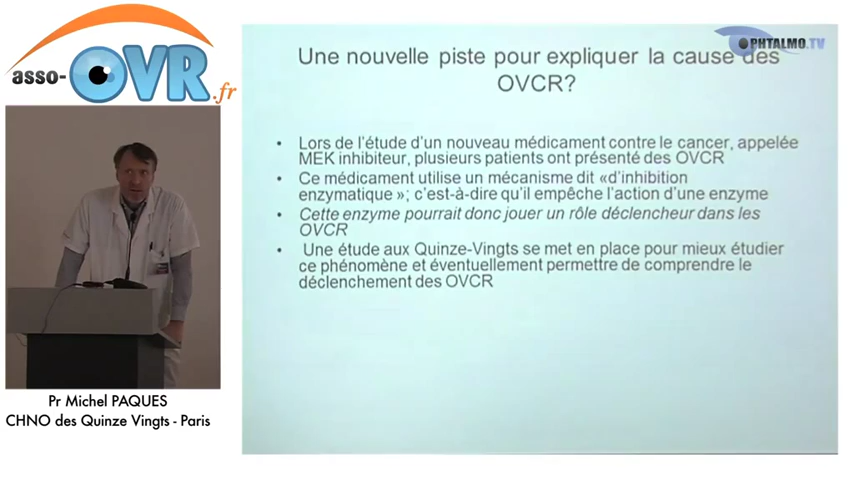 asso-OVR.fr
OPHTALMO.TV
Une nouvelle piste pour expliquer la cause des
OVCR?
• Lors de l'étude d'un nouveau médicament contre le cancer, appelée
MEK inhibiteur, plusieurs patients ont présenté des OVCR
• Ce médicament utilise un mécanisme dit «d'inhibition
enzymatique »; c'est-à-dire qu'il empêche l'action d'une enzyme
• Cette enzyme pourrait donc jouer un rôle déclencheur dans les
OVCR
• Une étude aux Quinze-Vingts se met en place pour mieux étudier
ce phénomène et éventuellement permettre de comprendre le
déclenchement des OVCR
Pr Michel PAQUES
CHNO des Quinze Vingts - Paris